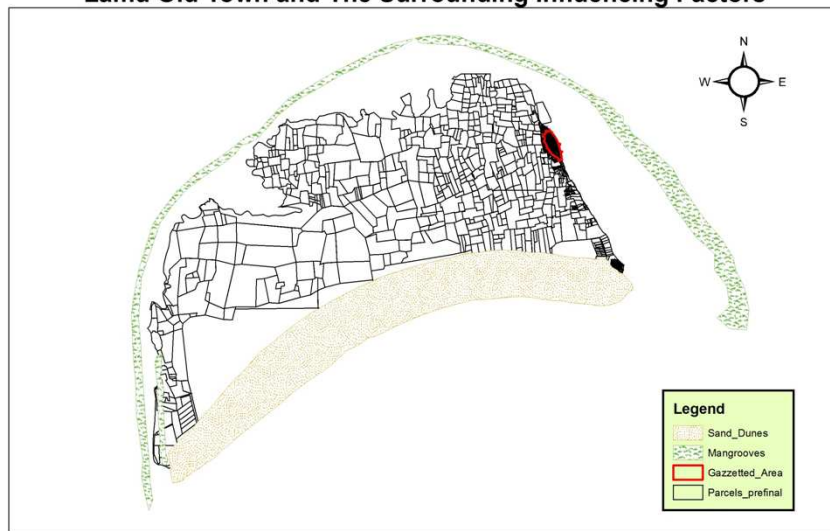 Lamu Old Town and The Surrounding Influencing Factors
N
W E
S
Legend
Sand_Dunes
Mangrooves
Gazzetted_Area
Parcels_prefinal